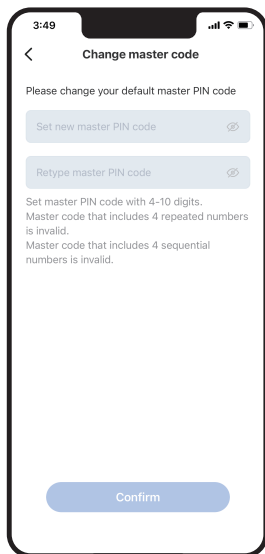 3:49
Change master code
Please change your default master PIN code
Set new master PIN code
Retype master PIN code
Set master PIN code with 4-10 digits.
Master code that includes 4 repeated numbers
is invalid.
Master code that includes 4 sequential
numbers is invalid.
Confirm